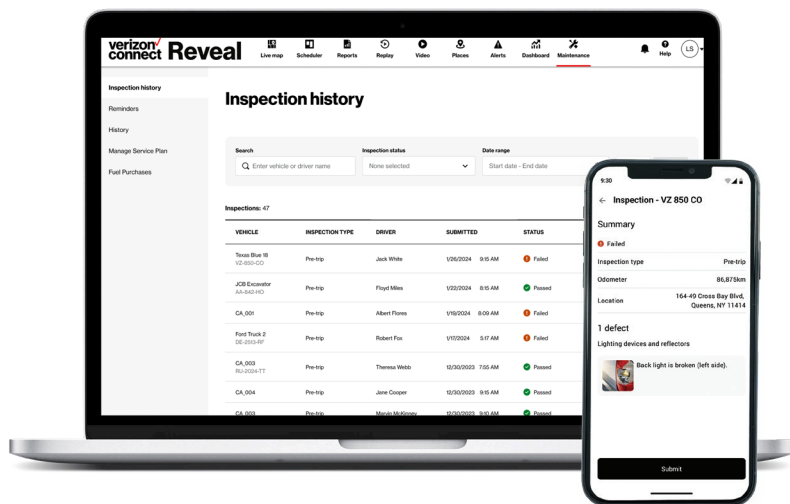 verizon connect Reveal
Live map Scheduler Reports Replay Video Places Alerts Dashboard Maintenance Help LS
Inspection history
Reminders
History
Manage Service Plan
Fuel Purchases
Inspection history
Search Inspection status Date range
Enter vehicle or driver name None selected Start date - End date
Inspections: 47
VEHICLE INSPECTION TYPE DRIVER SUBMITTED STATUS
Texas Blue 18 Pre-trip Jack White 1/26/2024 9:15 AM Failed
VZ-850-CO
JCB Excavator Pre-trip Floyd Miles 1/22/2024 8:15 AM Passed
AA-842-HO
CA_001 Pre-trip Albert Flores 1/19/2024 8:09 AM Failed
Ford Truck 2 Pre-trip Robert Fox 1/17/2024 5:17 AM Failed
DE-2513-RF
CA_003 Pre-trip Theresa Webb 12/30/2023 7:55 AM Passed
RU-2024-TT
CA_004 Pre-trip Jane Cooper 12/30/2023 9:15 AM Passed
CA_003 Pre-trip Marvin McKinney 12/30/2023 9:10 AM Passed
9:30
Inspection - VZ 850 CO
Summary
Failed
Inspection type Pre-trip
Odometer 86,875km
Location 164-49 Cross Bay Blvd,
Queens, NY 11414
1 defect
Lighting devices and reflectors
Back light is broken (left side).
Submit